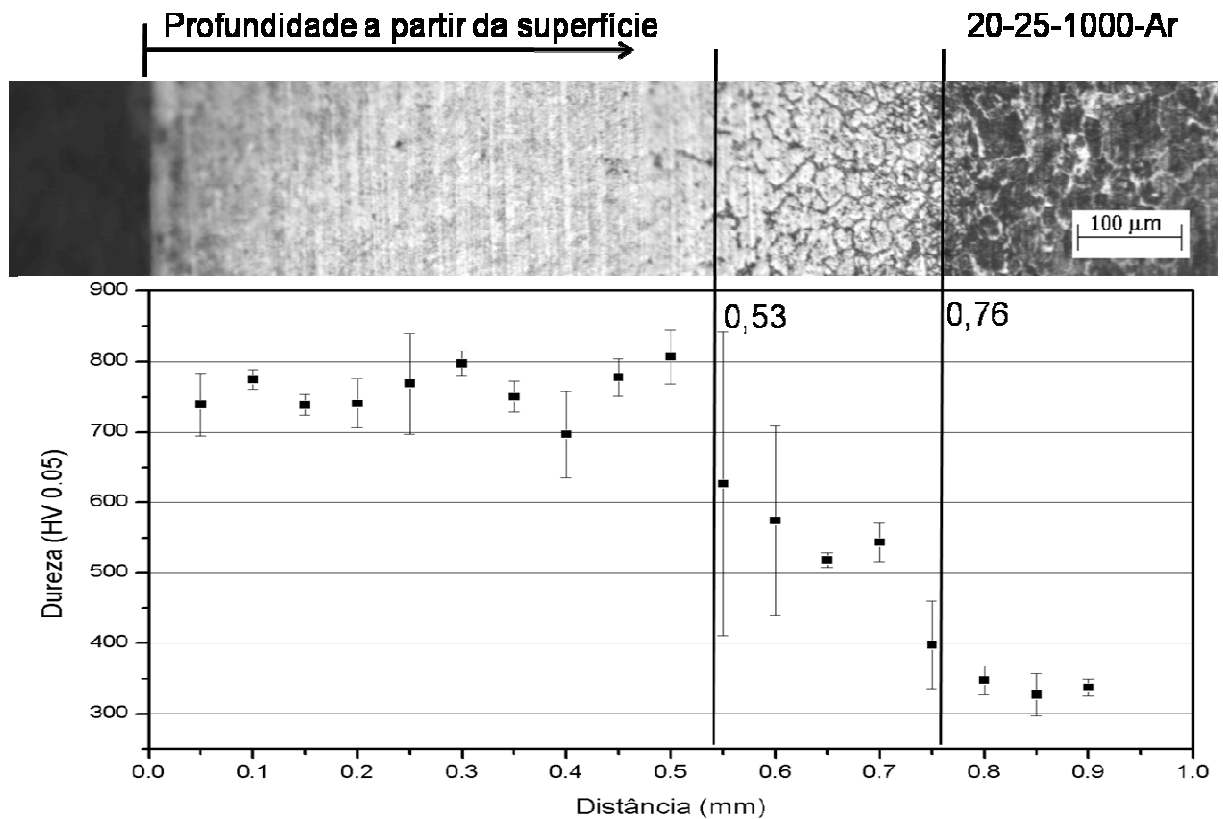 Profundidade a partir da superfície
20-25-1000-Ar
100 µm
0,53
0,76
900
800
700
600
500
400
300
Dureza (HV 0.05)
0.0 0.1 0.2 0.3 0.4 0.5 0.6 0.7 0.8 0.9 1.0
Distância (mm)